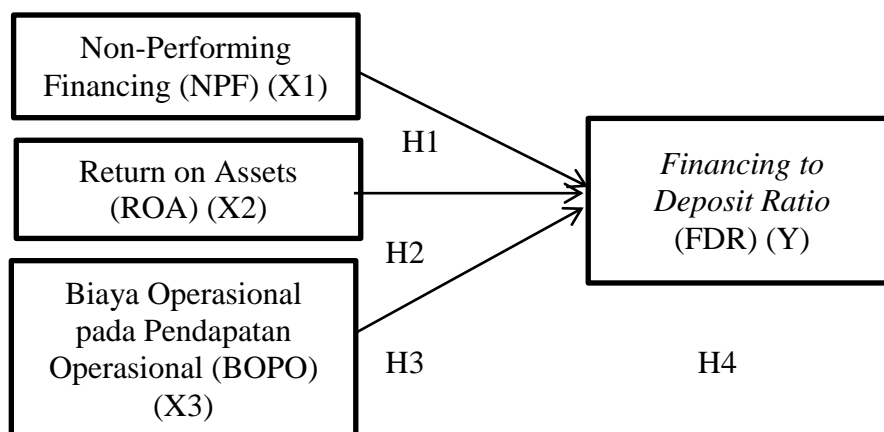 Non-Performing
Financing (NPF) (X1)
H1
Return on Assets
(ROA) (X2)
H2
Biaya Operasional
pada Pendapatan
Operasional (BOPO)
(X3)
H3
Financing to
Deposit Ratio
(FDR) (Y)
H4